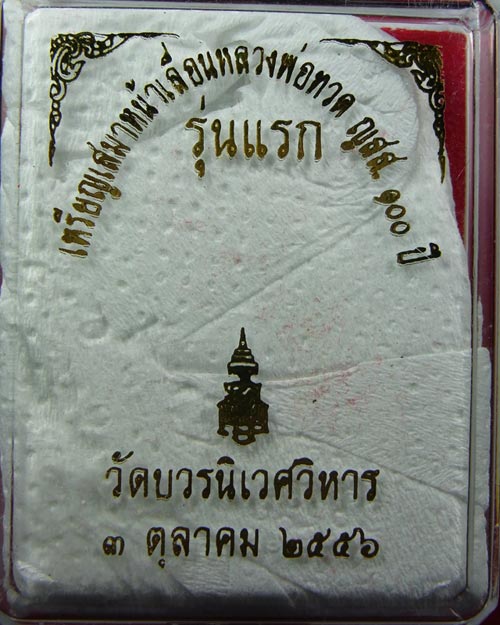 เหรียญเสมาหน้าเลื่อนหลวงพ่อทวด ญสส. ๑๐๐ ปี
รุ่นแรก
วัดบวรนิเวศวิหาร
๓ ตุลาคม ๒๕๕๖